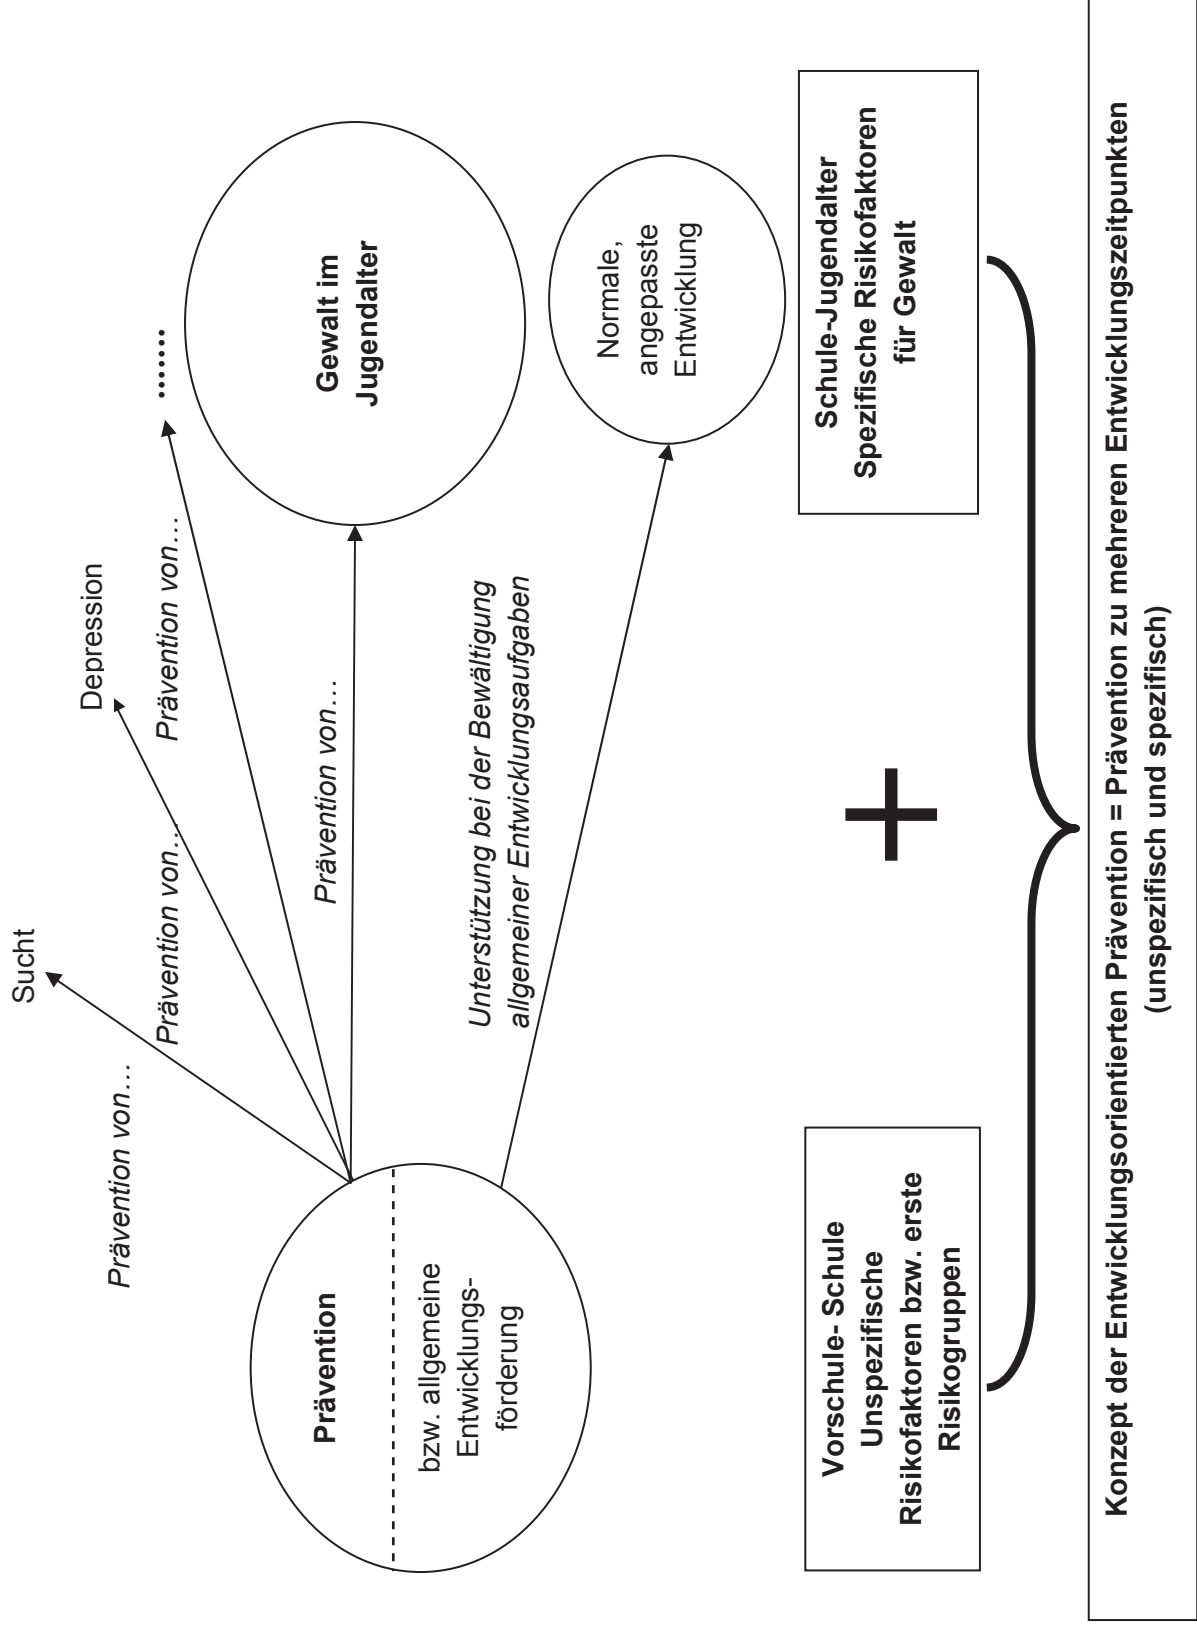 Sucht
Depression
Prävention von…
Prävention von…
Prävention von…
.......
Prävention
bzw. allgemeine
Entwicklungs-
förderung
Prävention von…
Gewalt im
Jugendalter
Unterstützung bei der Bewältigung
allgemeiner Entwicklungsaufgaben
Normale,
angepasste
Entwicklung
Vorschule- Schule
Unspezifische
Risikofaktoren bzw. erste
Risikogruppen
+
Schule-Jugendalter
Spezifische Risikofaktoren
für Gewalt
Konzept der Entwicklungsorientierten Prävention = Prävention zu mehreren Entwicklungszeitpunkten
(unspezifisch und spezifisch)